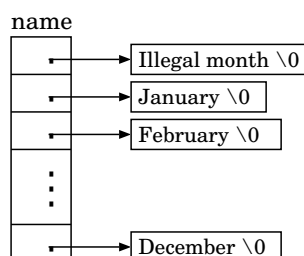 name
Illegal month \0
January \0
February \0
December \0